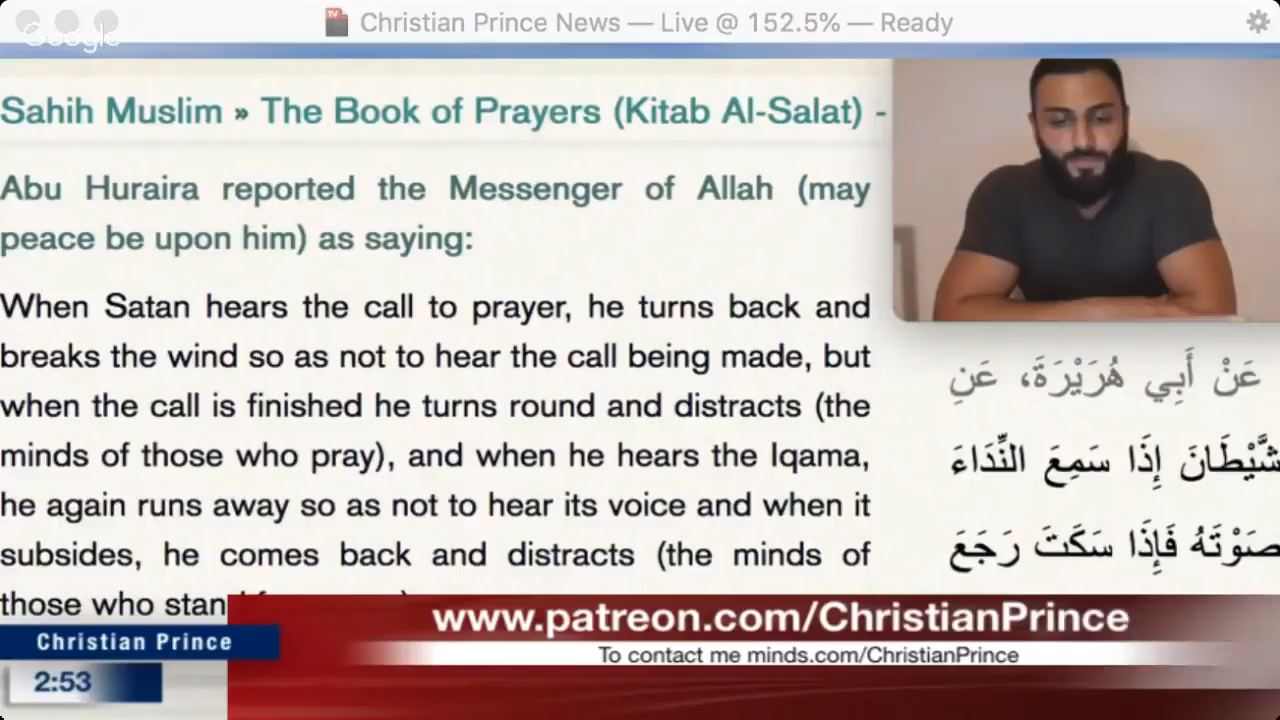 Christian Prince News — Live @ 152.5% — Ready
Google
Sahih Muslim » The Book of Prayers (Kitab Al-Salat) -
Abu Huraira reported the Messenger of Allah (may
peace be upon him) as saying:
When Satan hears the call to prayer, he turns back and
breaks the wind so as not to hear the call being made, but
when the call is finished he turns round and distracts (the
minds of those who pray), and when he hears the Iqama,
he again runs away so as not to hear its voice and when it
subsides, he comes back and distracts (the minds of
those who stan
عَنْ أَبِي هُرَيْرَةَ، عَنِ
شَّيْطَانَ إِذَا سَمِعَ النِّدَاءَ
صَوْتَهُ فَإِذَا سَكَتَ رَجَعَ
www.patreon.com/ChristianPrince
To contact me minds.com/ChristianPrince
Christian Prince
2:53